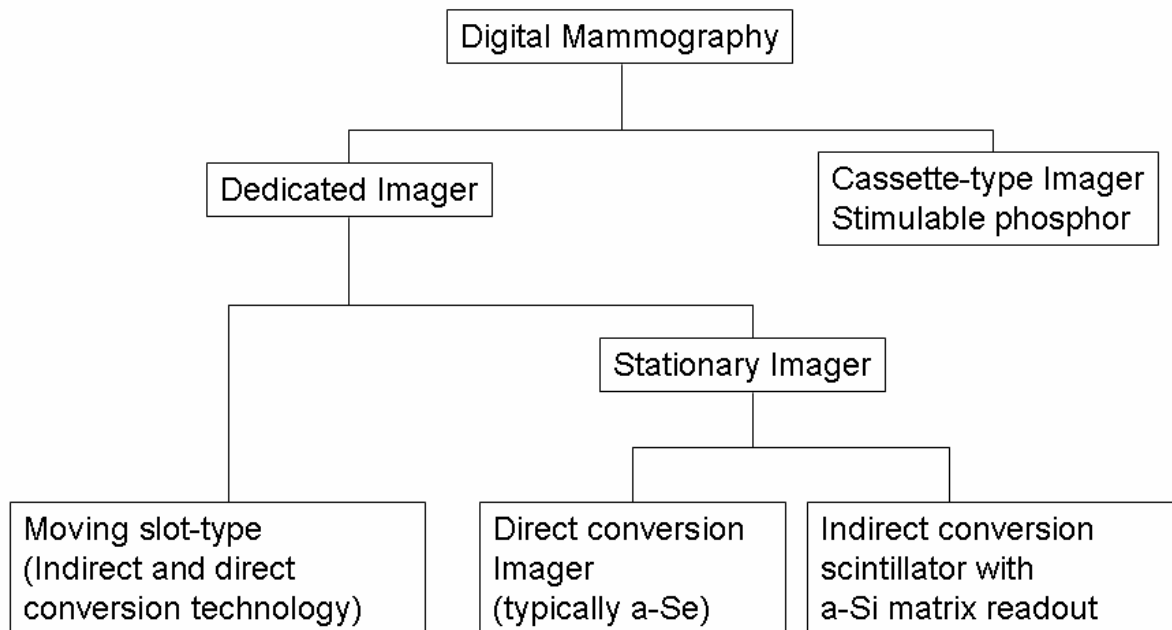 Digital Mammography
Dedicated Imager
Cassette-type Imager
Stimulable phosphor
Stationary Imager
Moving slot-type
(Indirect and direct
conversion technology)
Direct conversion
Imager
(typically a-Se)
Indirect conversion
scintillator with
a-Si matrix readout